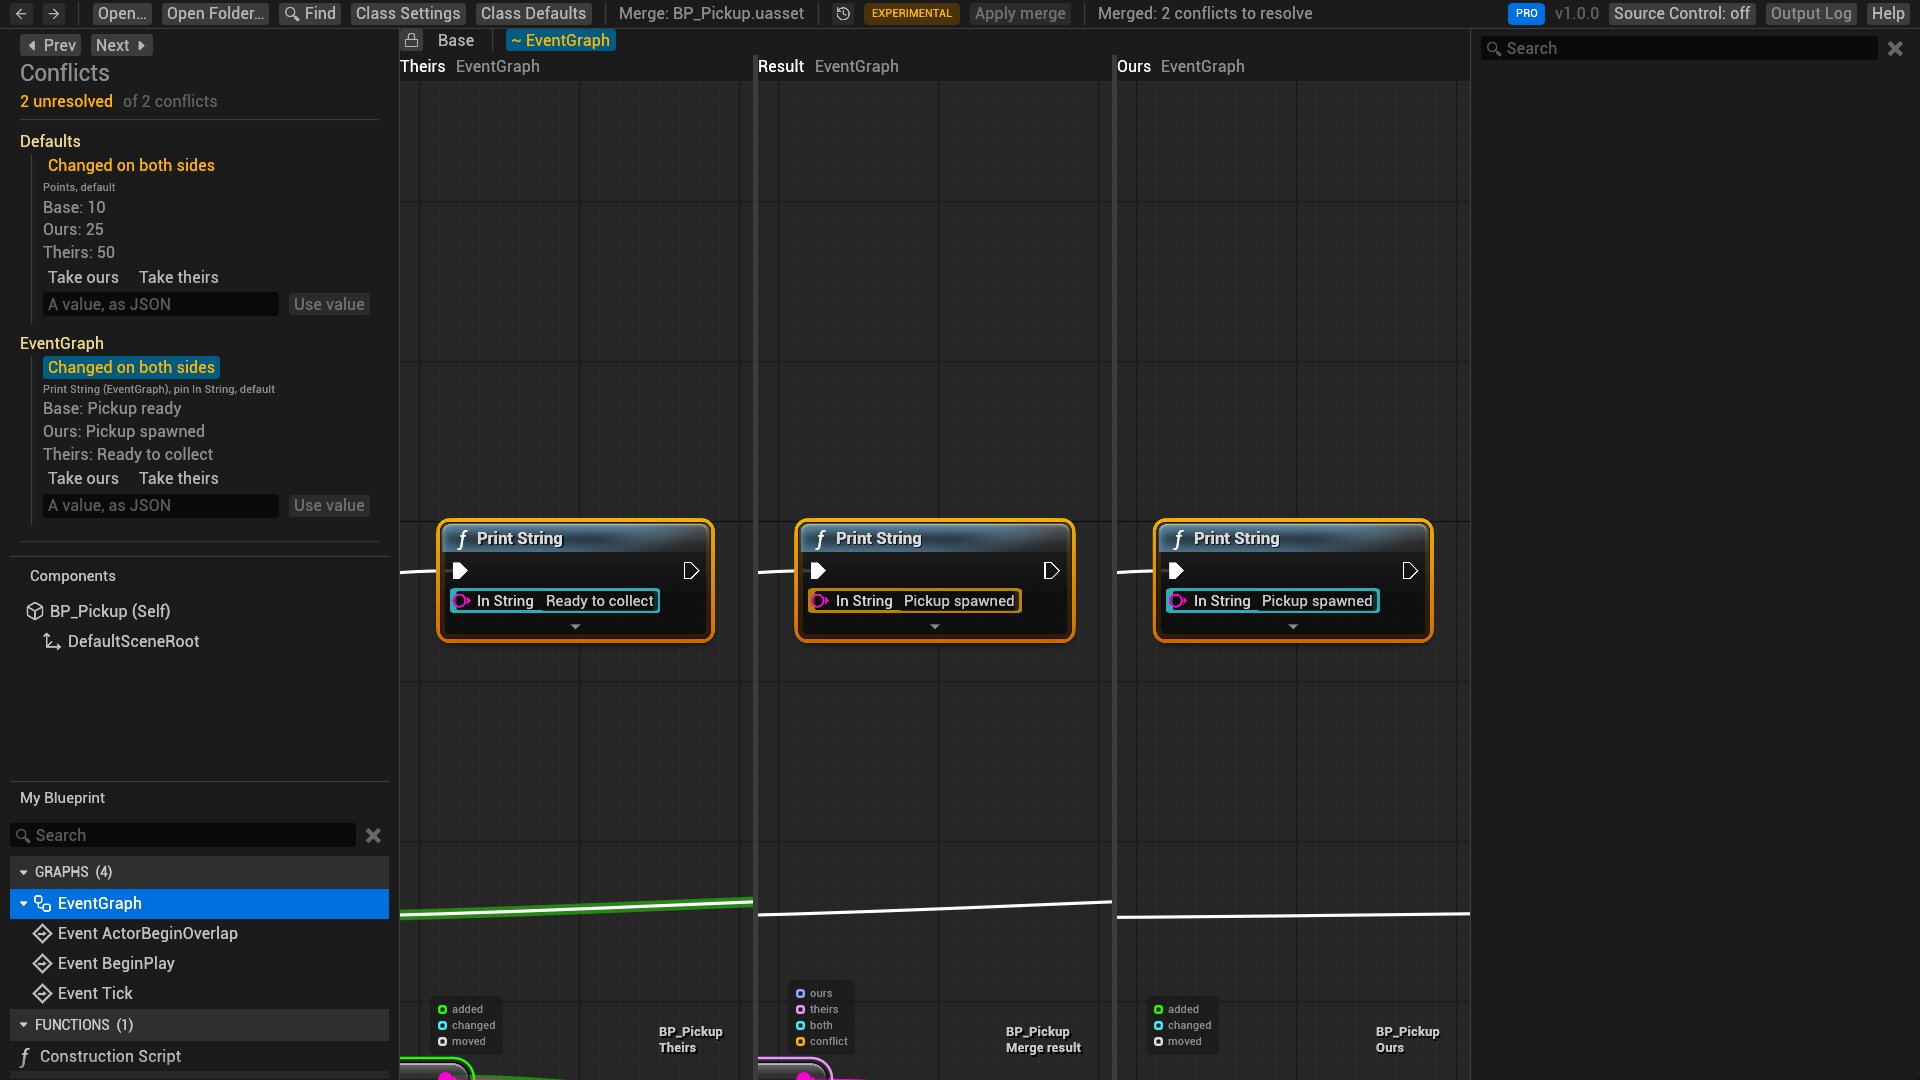 Open... Open Folder... Find Class Settings Class Defaults Merge: BP_Pickup.uasset EXPERIMENTAL Apply merge Merged: 2 conflicts to resolve PRO v1.0.0 Source Control: off Output Log Help
Prev Next
Conflicts
2 unresolved of 2 conflicts
Defaults
Changed on both sides
Points, default
Base: 10
Ours: 25
Theirs: 50
Take ours Take theirs
A value, as JSON Use value
EventGraph
Changed on both sides
Print String (EventGraph), pin In String, default
Base: Pickup ready
Ours: Pickup spawned
Theirs: Ready to collect
Take ours Take theirs
A value, as JSON Use value
Components
BP_Pickup (Self)
DefaultSceneRoot
My Blueprint
Search
GRAPHS (4)
EventGraph
Event ActorBeginOverlap
Event BeginPlay
Event Tick
FUNCTIONS (1)
f Construction Script
Base ~ EventGraph
Theirs EventGraph
f Print String
In String Ready to collect
added
changed
moved
BP_Pickup
Theirs
Result EventGraph
f Print String
In String Pickup spawned
ours
theirs
both
conflict
BP_Pickup
Merge result
Ours EventGraph
f Print String
In String Pickup spawned
added
changed
moved
BP_Pickup
Ours
Search